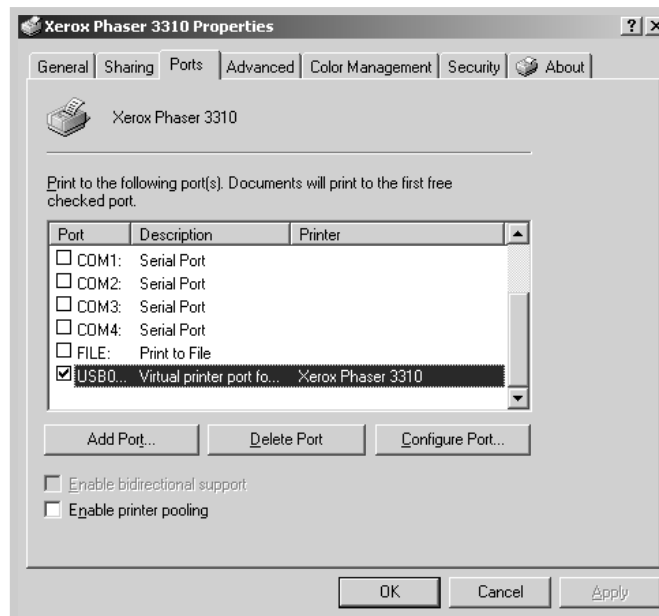 Xerox Phaser 3310 Properties
General Sharing Ports Advanced Color Management Security About
Xerox Phaser 3310
Print to the following port(s). Documents will print to the first free
checked port.
Port Description Printer
COM1: Serial Port
COM2: Serial Port
COM3: Serial Port
COM4: Serial Port
FILE: Print to File
USB0... Virtual printer port fo... Xerox Phaser 3310
Add Port... Delete Port Configure Port...
Enable bidirectional support
Enable printer pooling
OK Cancel Apply